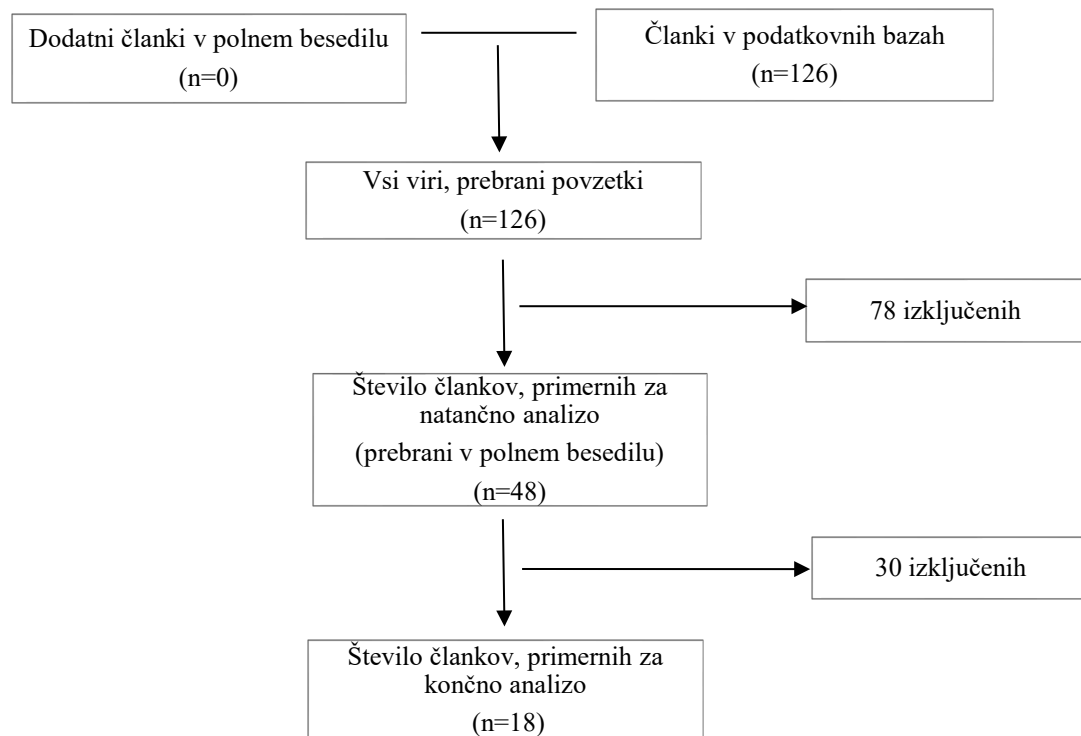 Dodatni članki v polnem besedilu
(n=0)
Članki v podatkovnih bazah
(n=126)
Vsi viri, prebrani povzetki
(n=126)
78 izključenih
Število člankov, primernih za
natančno analizo
(prebrani v polnem besedilu)
(n=48)
30 izključenih
Število člankov, primernih za
končno analizo
(n=18)